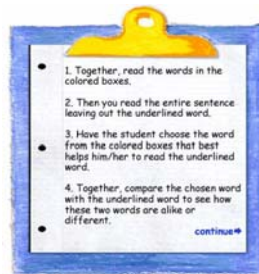 1. Together, read the words in the
colored boxes.
2. Then you read the entire sentence
leaving out the underlined word.
3. Have the student choose the word
from the colored boxes that best
helps him/her to read the underlined
word.
4. Together, compare the chosen word
with the underlined word to see how
these two words are alike or
different.
continue